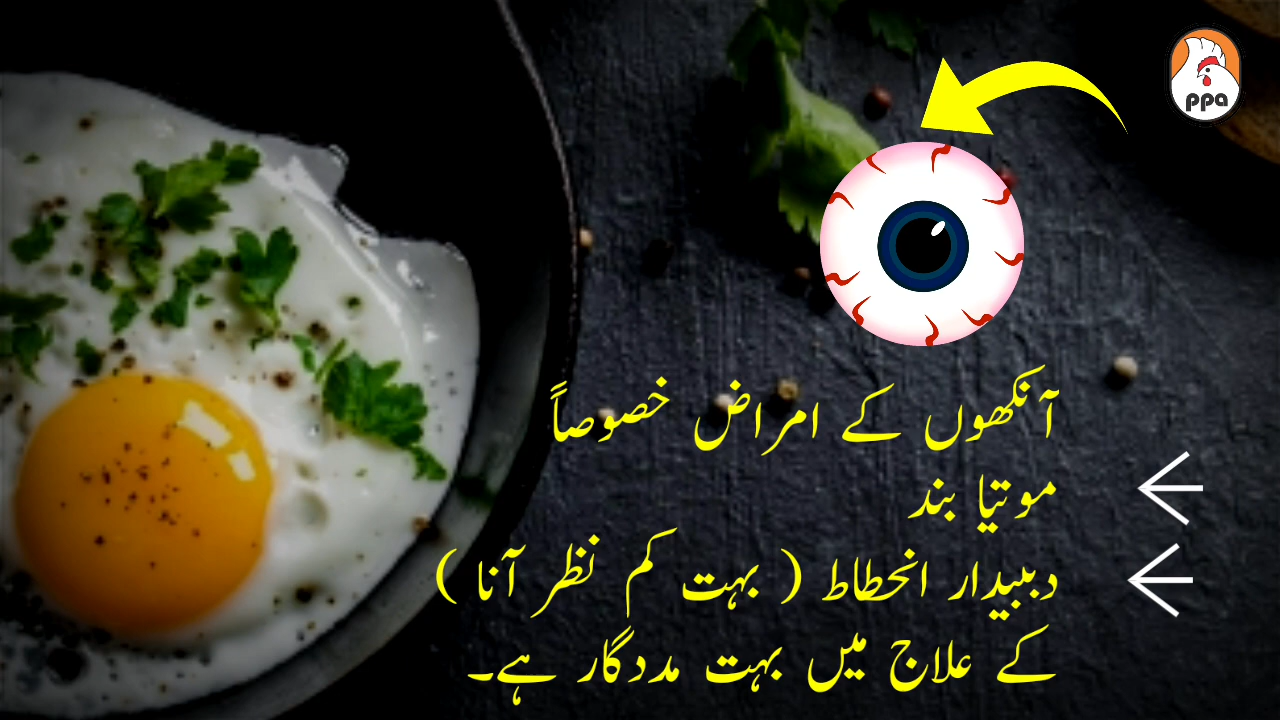 ppa
آنکھوں کے امراض خصوصاً
موتیا بند
دبیدار انحطاط ( بہت کم نظر آنا )
کے علاج میں بہت مددگار ہے۔